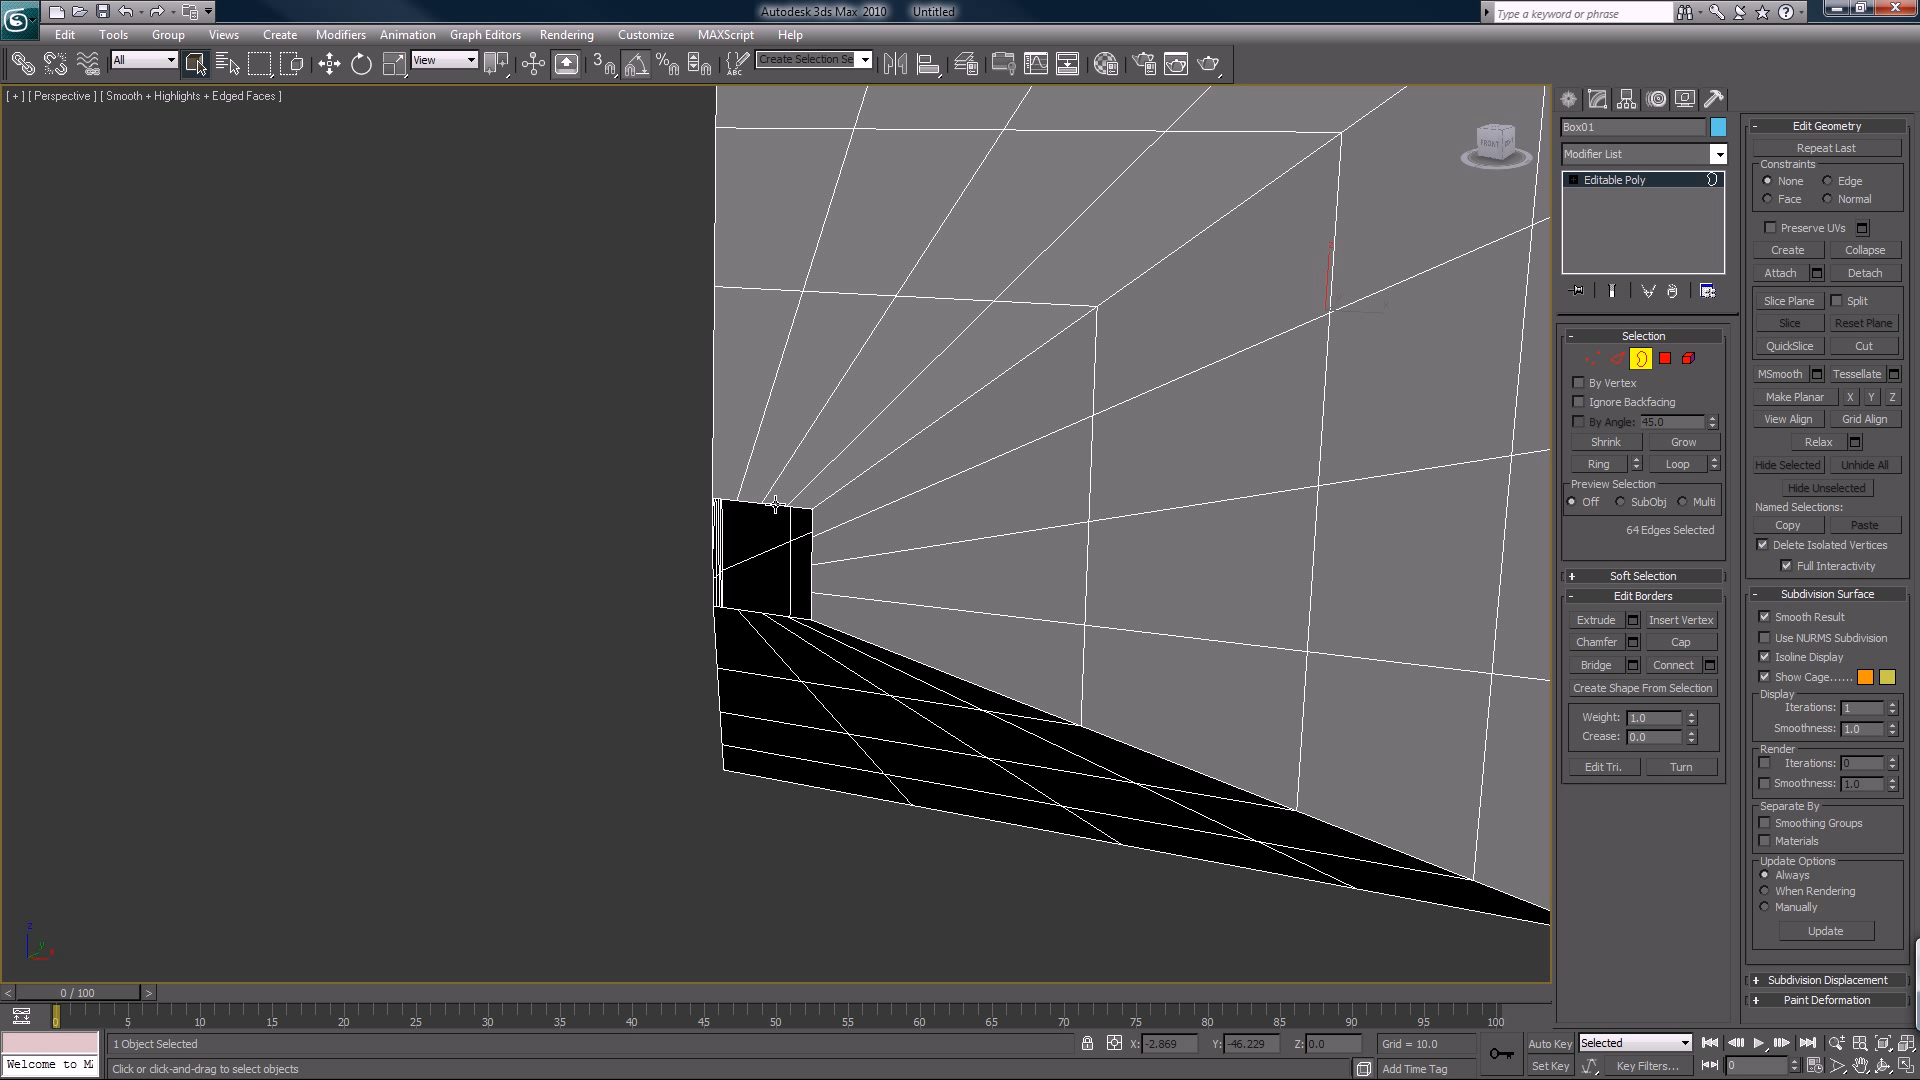 Autodesk 3ds Max 2010 Untitled
Type a keyword or phrase
Edit Tools Group Views Create Modifiers Animation Graph Editors Rendering Customize MAXScript Help
All View 3 ABC Create Selection Se
[ + ] [ Perspective ] [ Smooth + Highlights + Edged Faces ]
FRONT
z
y
x
Box01
Modifier List
Editable Poly
Selection
By Vertex
Ignore Backfacing
By Angle: 45.0
Shrink Grow
Ring Loop
Preview Selection
Off SubObj Multi
64 Edges Selected
Soft Selection
Edit Borders
Extrude Insert Vertex
Chamfer Cap
Bridge Connect
Create Shape From Selection
Weight: 1.0
Crease: 0.0
Edit Tri. Turn
Edit Geometry
Repeat Last
Constraints
None Edge
Face Normal
Preserve UVs
Create Collapse
Attach Detach
Slice Plane Split
Slice Reset Plane
QuickSlice Cut
MSmooth Tessellate
Make Planar X Y Z
View Align Grid Align
Relax
Hide Selected Unhide All
Hide Unselected
Named Selections:
Copy Paste
Delete Isolated Vertices
Full Interactivity
Subdivision Surface
Smooth Result
Use NURMS Subdivision
Isoline Display
Show Cage......
Display
Iterations: 1
Smoothness: 1.0
Render
Iterations: 0
Smoothness: 1.0
Separate By
Smoothing Groups
Materials
Update Options
Always
When Rendering
Manually
Update
Subdivision Displacement
Paint Deformation
< 0 / 100 >
0 5 10 15 20 25 30 35 40 45 50 55 60 65 70 75 80 85 90 95 100
1 Object Selected X: -2.869 Y: -46.229 Z: 0.0 Grid = 10.0 Auto Key Selected
Welcome to M Click or click-and-drag to select objects Add Time Tag Set Key Key Filters... 0